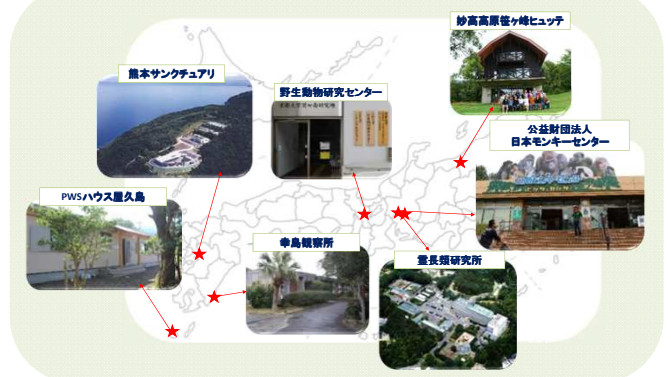 妙高高原笹ヶ峰ヒュッテ
熊本サンクチュアリ
野生動物研究センター
公益財団法人
日本モンキーセンター
PWSハウス屋久島
幸島観察所
霊長類研究所